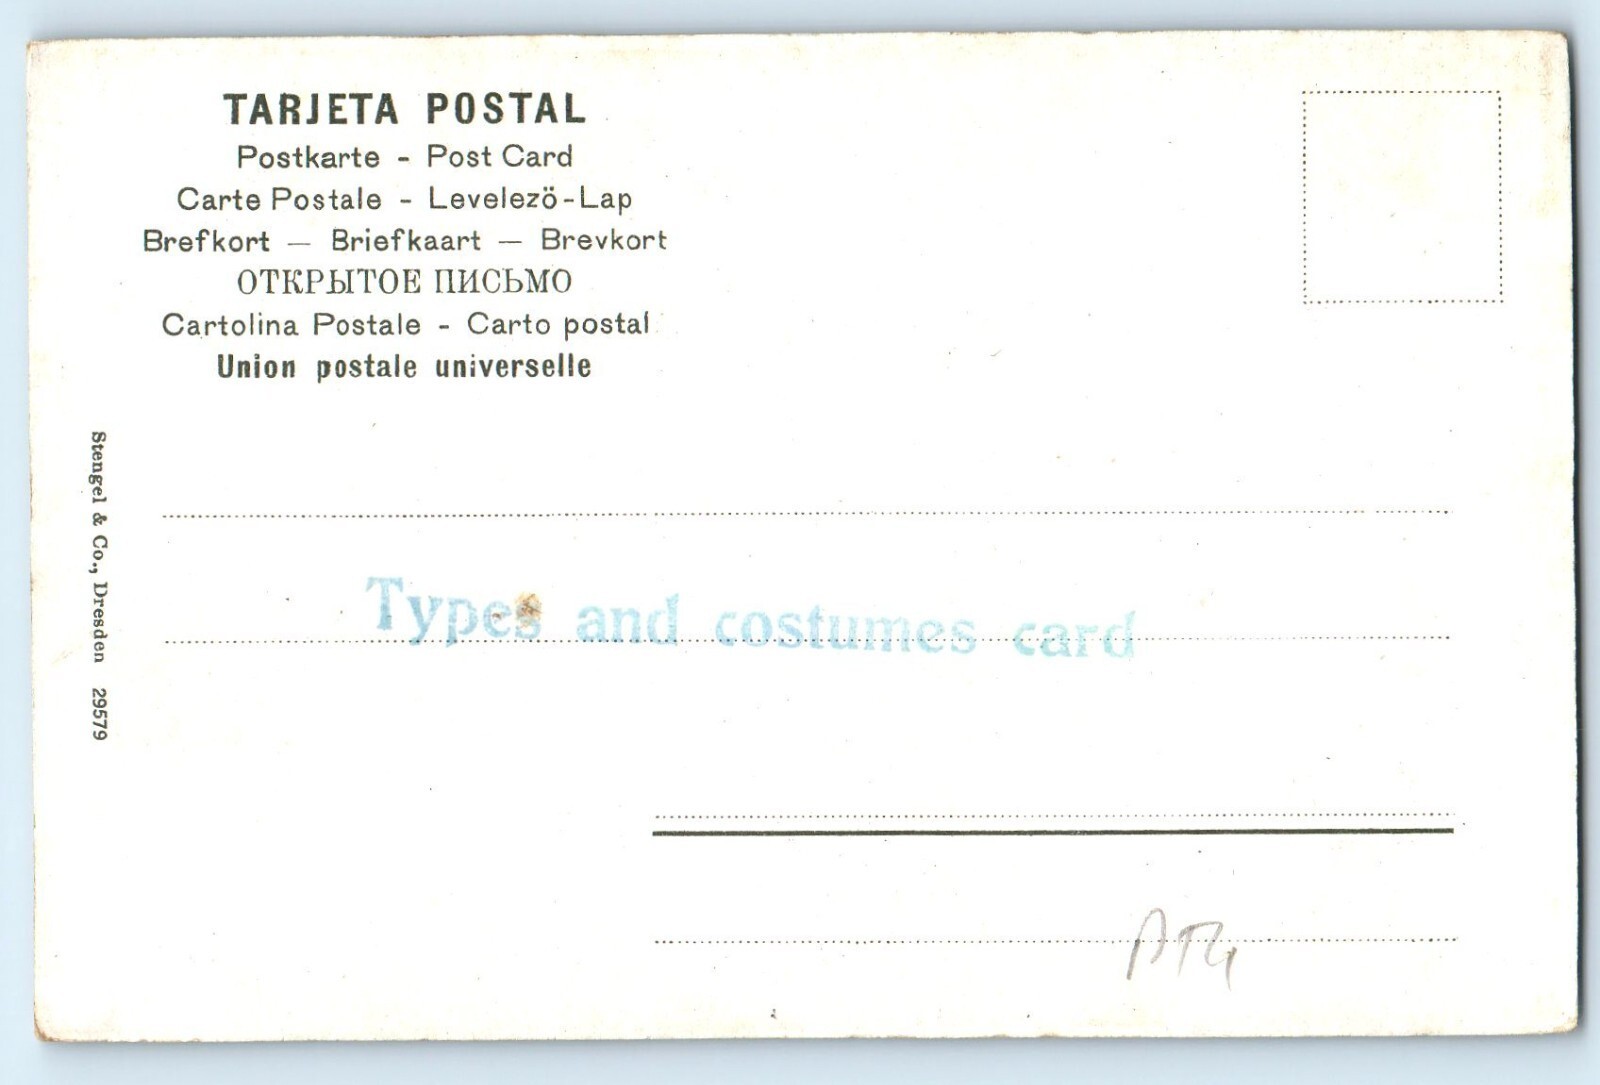 TARJETA POSTAL
Postkarte - Post Card
Carte Postale - Levelezö-Lap
Brefkort — Briefkaart — Brevkort
ОТКРЫТОЕ ПИСЬМО
Cartolina Postale - Carto postal
Union postale universelle
Stengel & Co., Dresden 29579
Types and costumes card